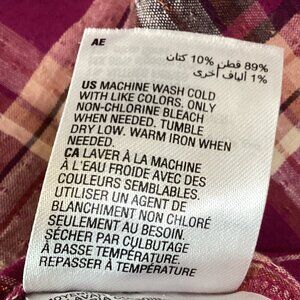 AE
89% قطن 10% كتان
1% ألياف أخرى
US MACHINE WASH COLD
WITH LIKE COLORS. ONLY
NON-CHLORINE BLEACH
WHEN NEEDED. TUMBLE
DRY LOW. WARM IRON WHEN
NEEDED.
CA LAVER À LA MACHINE
À L'EAU FROIDE AVEC DES
COULEURS SEMBLABLES.
UTILISER UN AGENT DE
BLANCHIMENT NON CHLORÉ
SEULEMENT AU BESOIN.
SÉCHER PAR CULBUTAGE
À BASSE TEMPÉRATURE.
REPASSER À TEMPÉRATURE